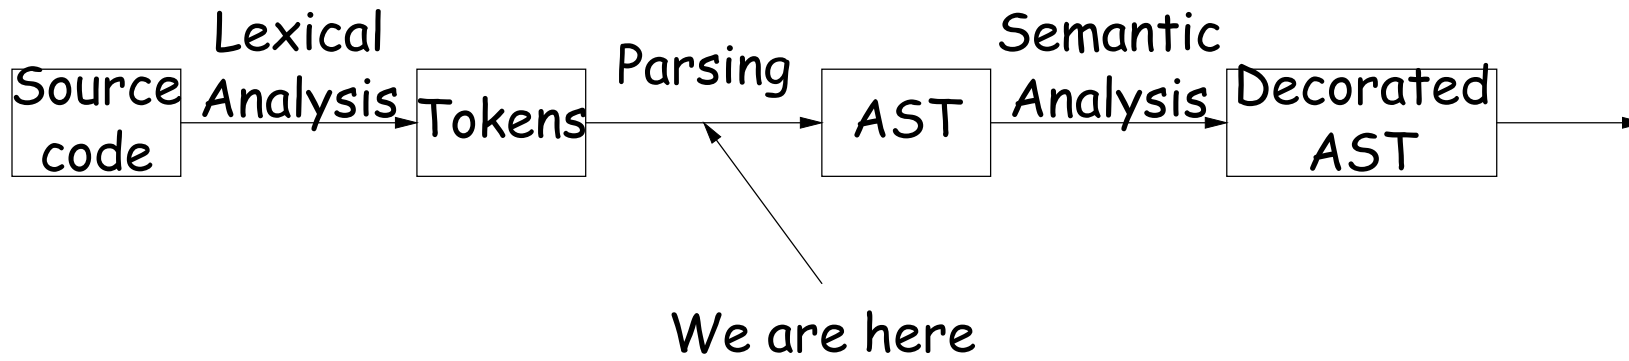 Source
code
Lexical
Analysis
Tokens
Parsing
AST
Semantic
Analysis
Decorated
AST
We are here